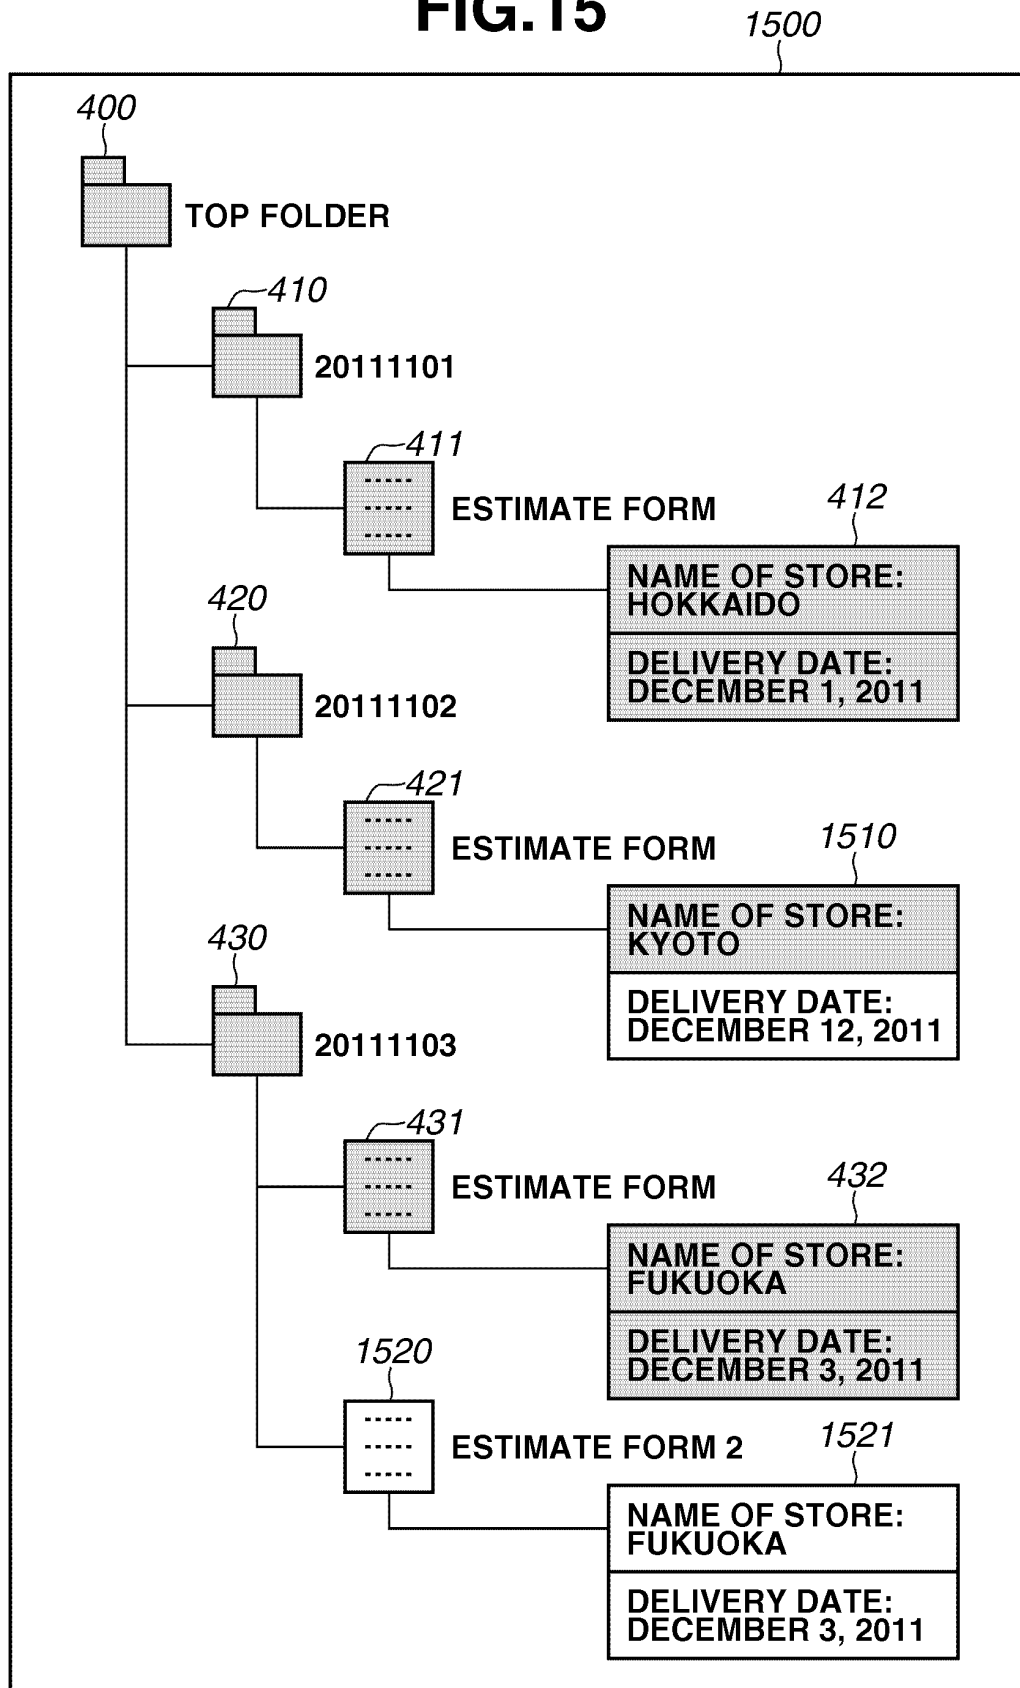 FIG.15
1500
400
TOP FOLDER
410
20111101
411
ESTIMATE FORM
412
NAME OF STORE:
HOKKAIDO
DELIVERY DATE:
DECEMBER 1, 2011
420
20111102
421
ESTIMATE FORM
1510
NAME OF STORE:
KYOTO
DELIVERY DATE:
DECEMBER 12, 2011
430
20111103
431
ESTIMATE FORM
432
NAME OF STORE:
FUKUOKA
DELIVERY DATE:
DECEMBER 3, 2011
1520
ESTIMATE FORM 2
1521
NAME OF STORE:
FUKUOKA
DELIVERY DATE:
DECEMBER 3, 2011